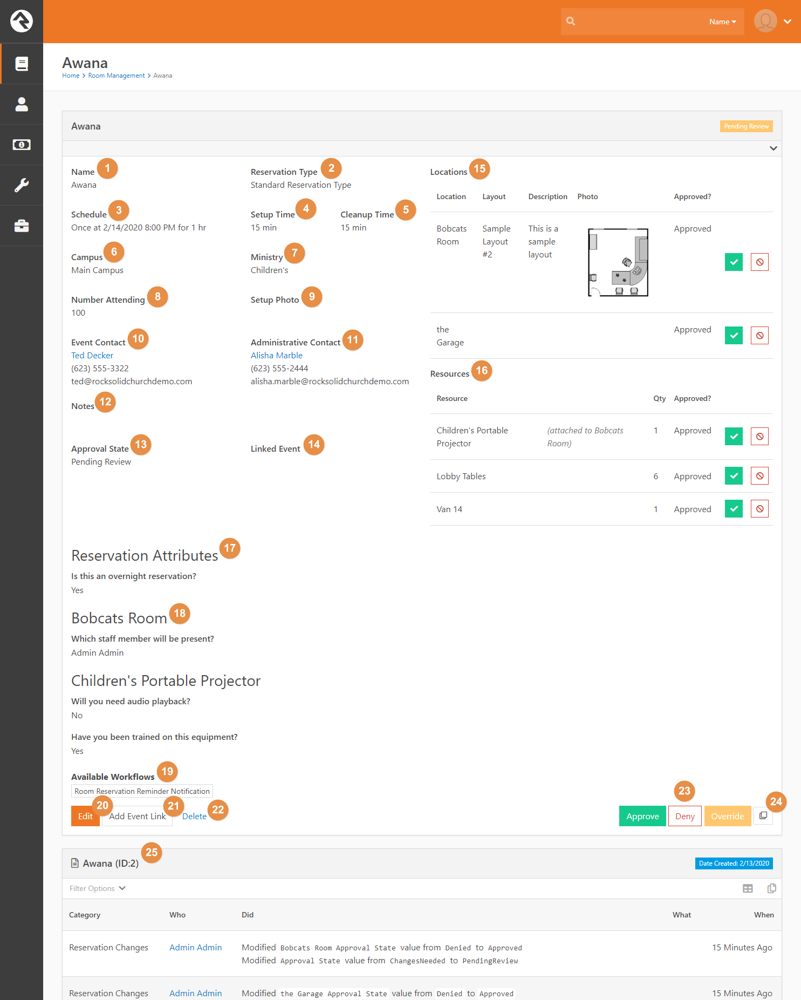 Name
Awana
Home > Room Management > Awana
Awana
Pending Review
Name 1
Awana
Reservation Type 2
Standard Reservation Type
Schedule 3
Once at 2/14/2020 8:00 PM for 1 hr
Setup Time 4
15 min
Cleanup Time 5
15 min
Campus 6
Main Campus
Ministry 7
Children's
Number Attending 8
100
Setup Photo 9
Event Contact 10
Ted Decker
(623) 555-3322
ted@rocksolidchurchdemo.com
Administrative Contact 11
Alisha Marble
(623) 555-2444
alisha.marble@rocksolidchurchdemo.com
Notes 12
Approval State 13
Pending Review
Linked Event 14
Locations 15
Location Layout Description Photo Approved?
Bobcats Sample This is a Approved
Room Layout sample
#2 layout
the Approved
Garage
Resources 16
Resource Qty Approved?
Children's Portable (attached to Bobcats 1 Approved
Projector Room)
Lobby Tables 6 Approved
Van 14 1 Approved
Reservation Attributes 17
Is this an overnight reservation?
Yes
Bobcats Room 18
Which staff member will be present?
Admin Admin
Children's Portable Projector
Will you need audio playback?
No
Have you been trained on this equipment?
Yes
Available Workflows 19
Room Reservation Reminder Notification
20 21 22 23 24
Edit Add Event Link Delete Approve Deny Override
Awana (ID:2) 25
Date Created: 2/13/2020
Filter Options
Category Who Did What When
Reservation Changes Admin Admin Modified Bobcats Room Approval State value from Denied to Approved 15 Minutes Ago
Modified Approval State value from ChangesNeeded to PendingReview
Reservation Changes Admin Admin Modified the Garage Approval State value from Denied to Approved 15 Minutes Ago